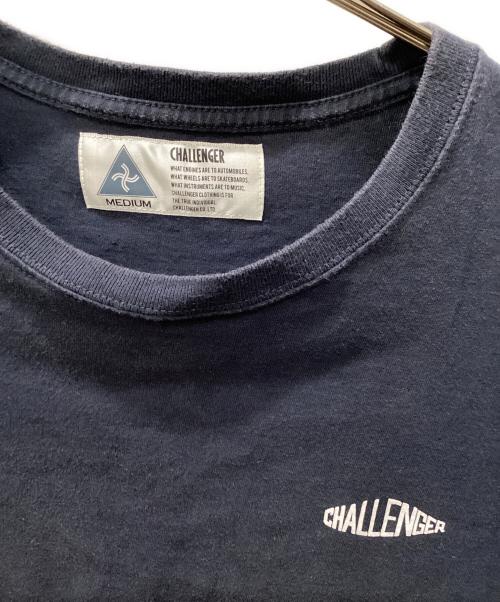 CHALLENGER
WHAT ENGINES ARE TO AUTOMOBILES,
WHAT WHEELS ARE TO SKATEBOARDS,
WHAT INSTRUMENTS ARE TO MUSIC,
CHALLENGER CLOTHING IS FOR
THE TRUE INDIVIDUAL.
CHALLENGER CO. LTD
MEDIUM
CHALLENGER